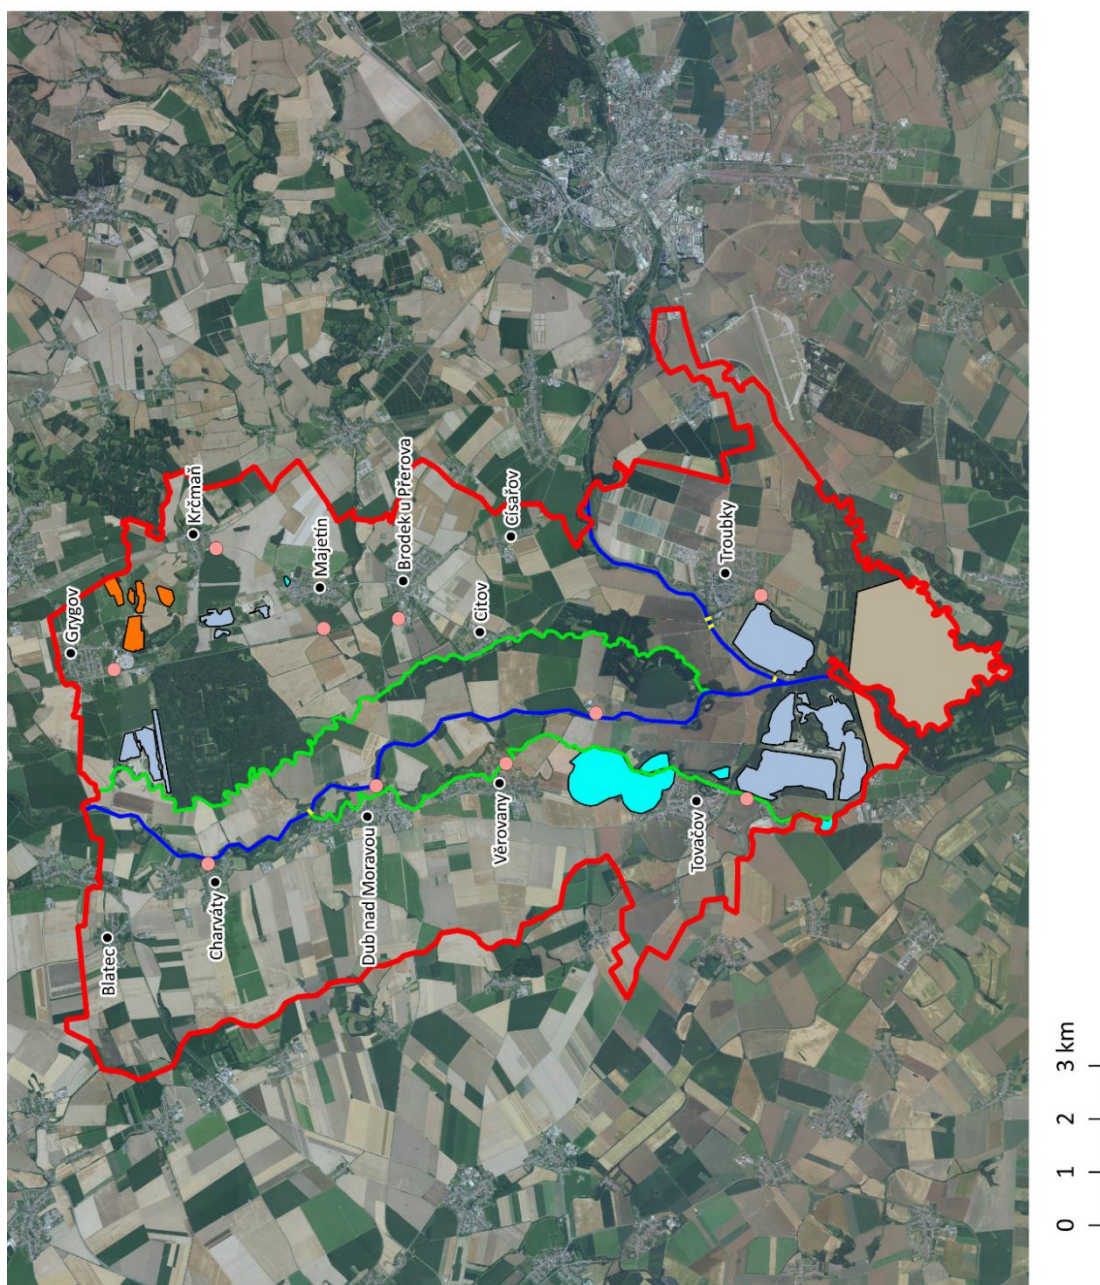 Grygov
Krčmaň
Blatec
Charváty
Majetín
Dub nad Moravou
Brodek u Přerova
Citov
Císařov
Věrovany
Tovačov
Troubky
0 1 2 3 km